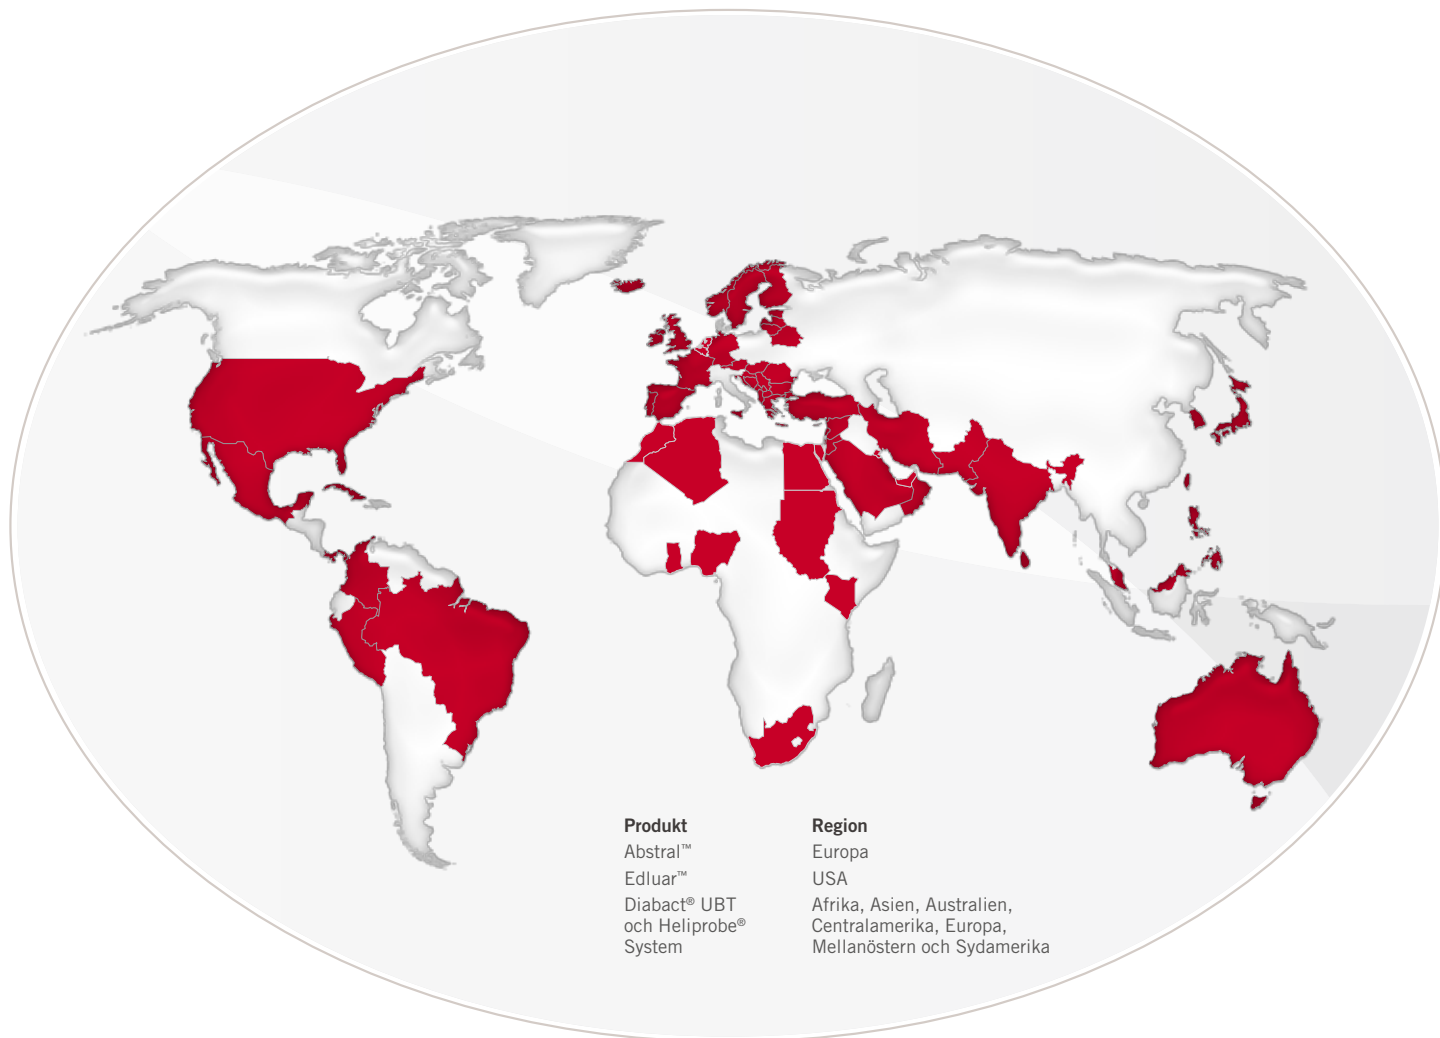 Produkt Region
Abstral™ Europa
Edluar™ USA
Diabact® UBT Afrika, Asien, Australien,
och Heliprobe® Centralamerika, Europa,
System Mellanöstern och Sydamerika